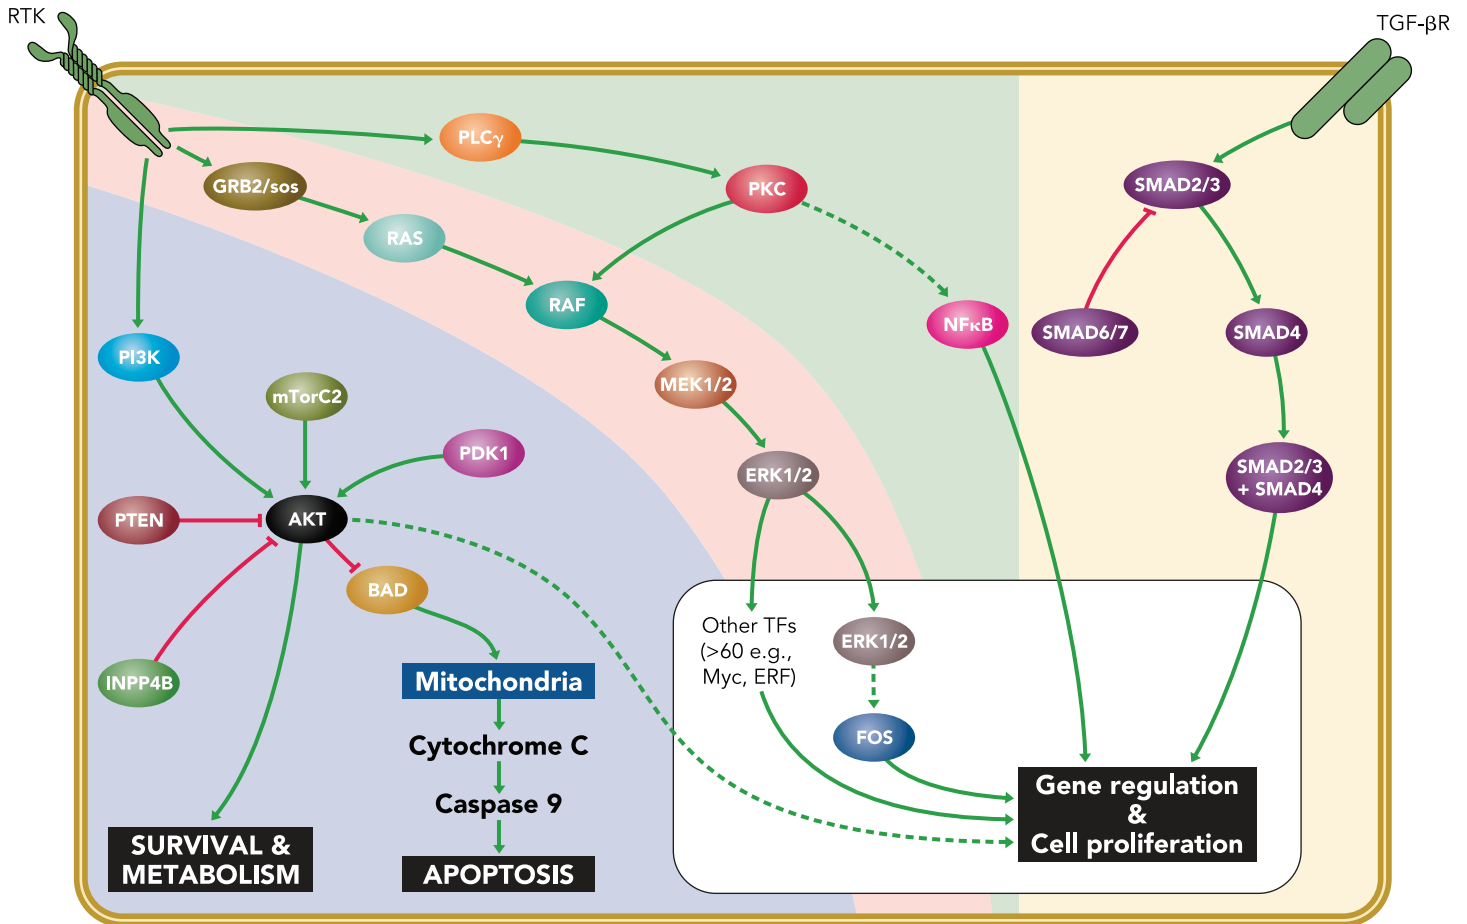 RTK
TGF-βR
PLCγ
GRB2/sos
PKC
SMAD2/3
RAS
RAF
NFκB
SMAD6/7
SMAD4
PI3K
mTorC2
MEK1/2
PDK1
ERK1/2
SMAD2/3
+ SMAD4
PTEN
AKT
BAD
Other TFs
(>60 e.g.,
Myc, ERF)
ERK1/2
INPP4B
Mitochondria
Cytochrome C
FOS
Caspase 9
Gene regulation
&
Cell proliferation
SURVIVAL &
METABOLISM
APOPTOSIS